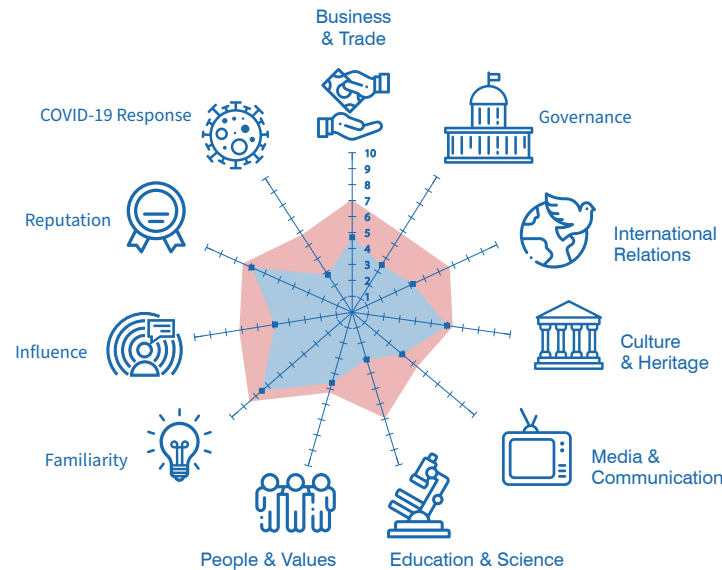 Business
& Trade
COVID-19 Response
Governance
10
9
8
7
6
5
4
3
2
1
Reputation
International
Relations
Influence
Culture
& Heritage
Familiarity
Media &
Communication
People & Values
Education & Science